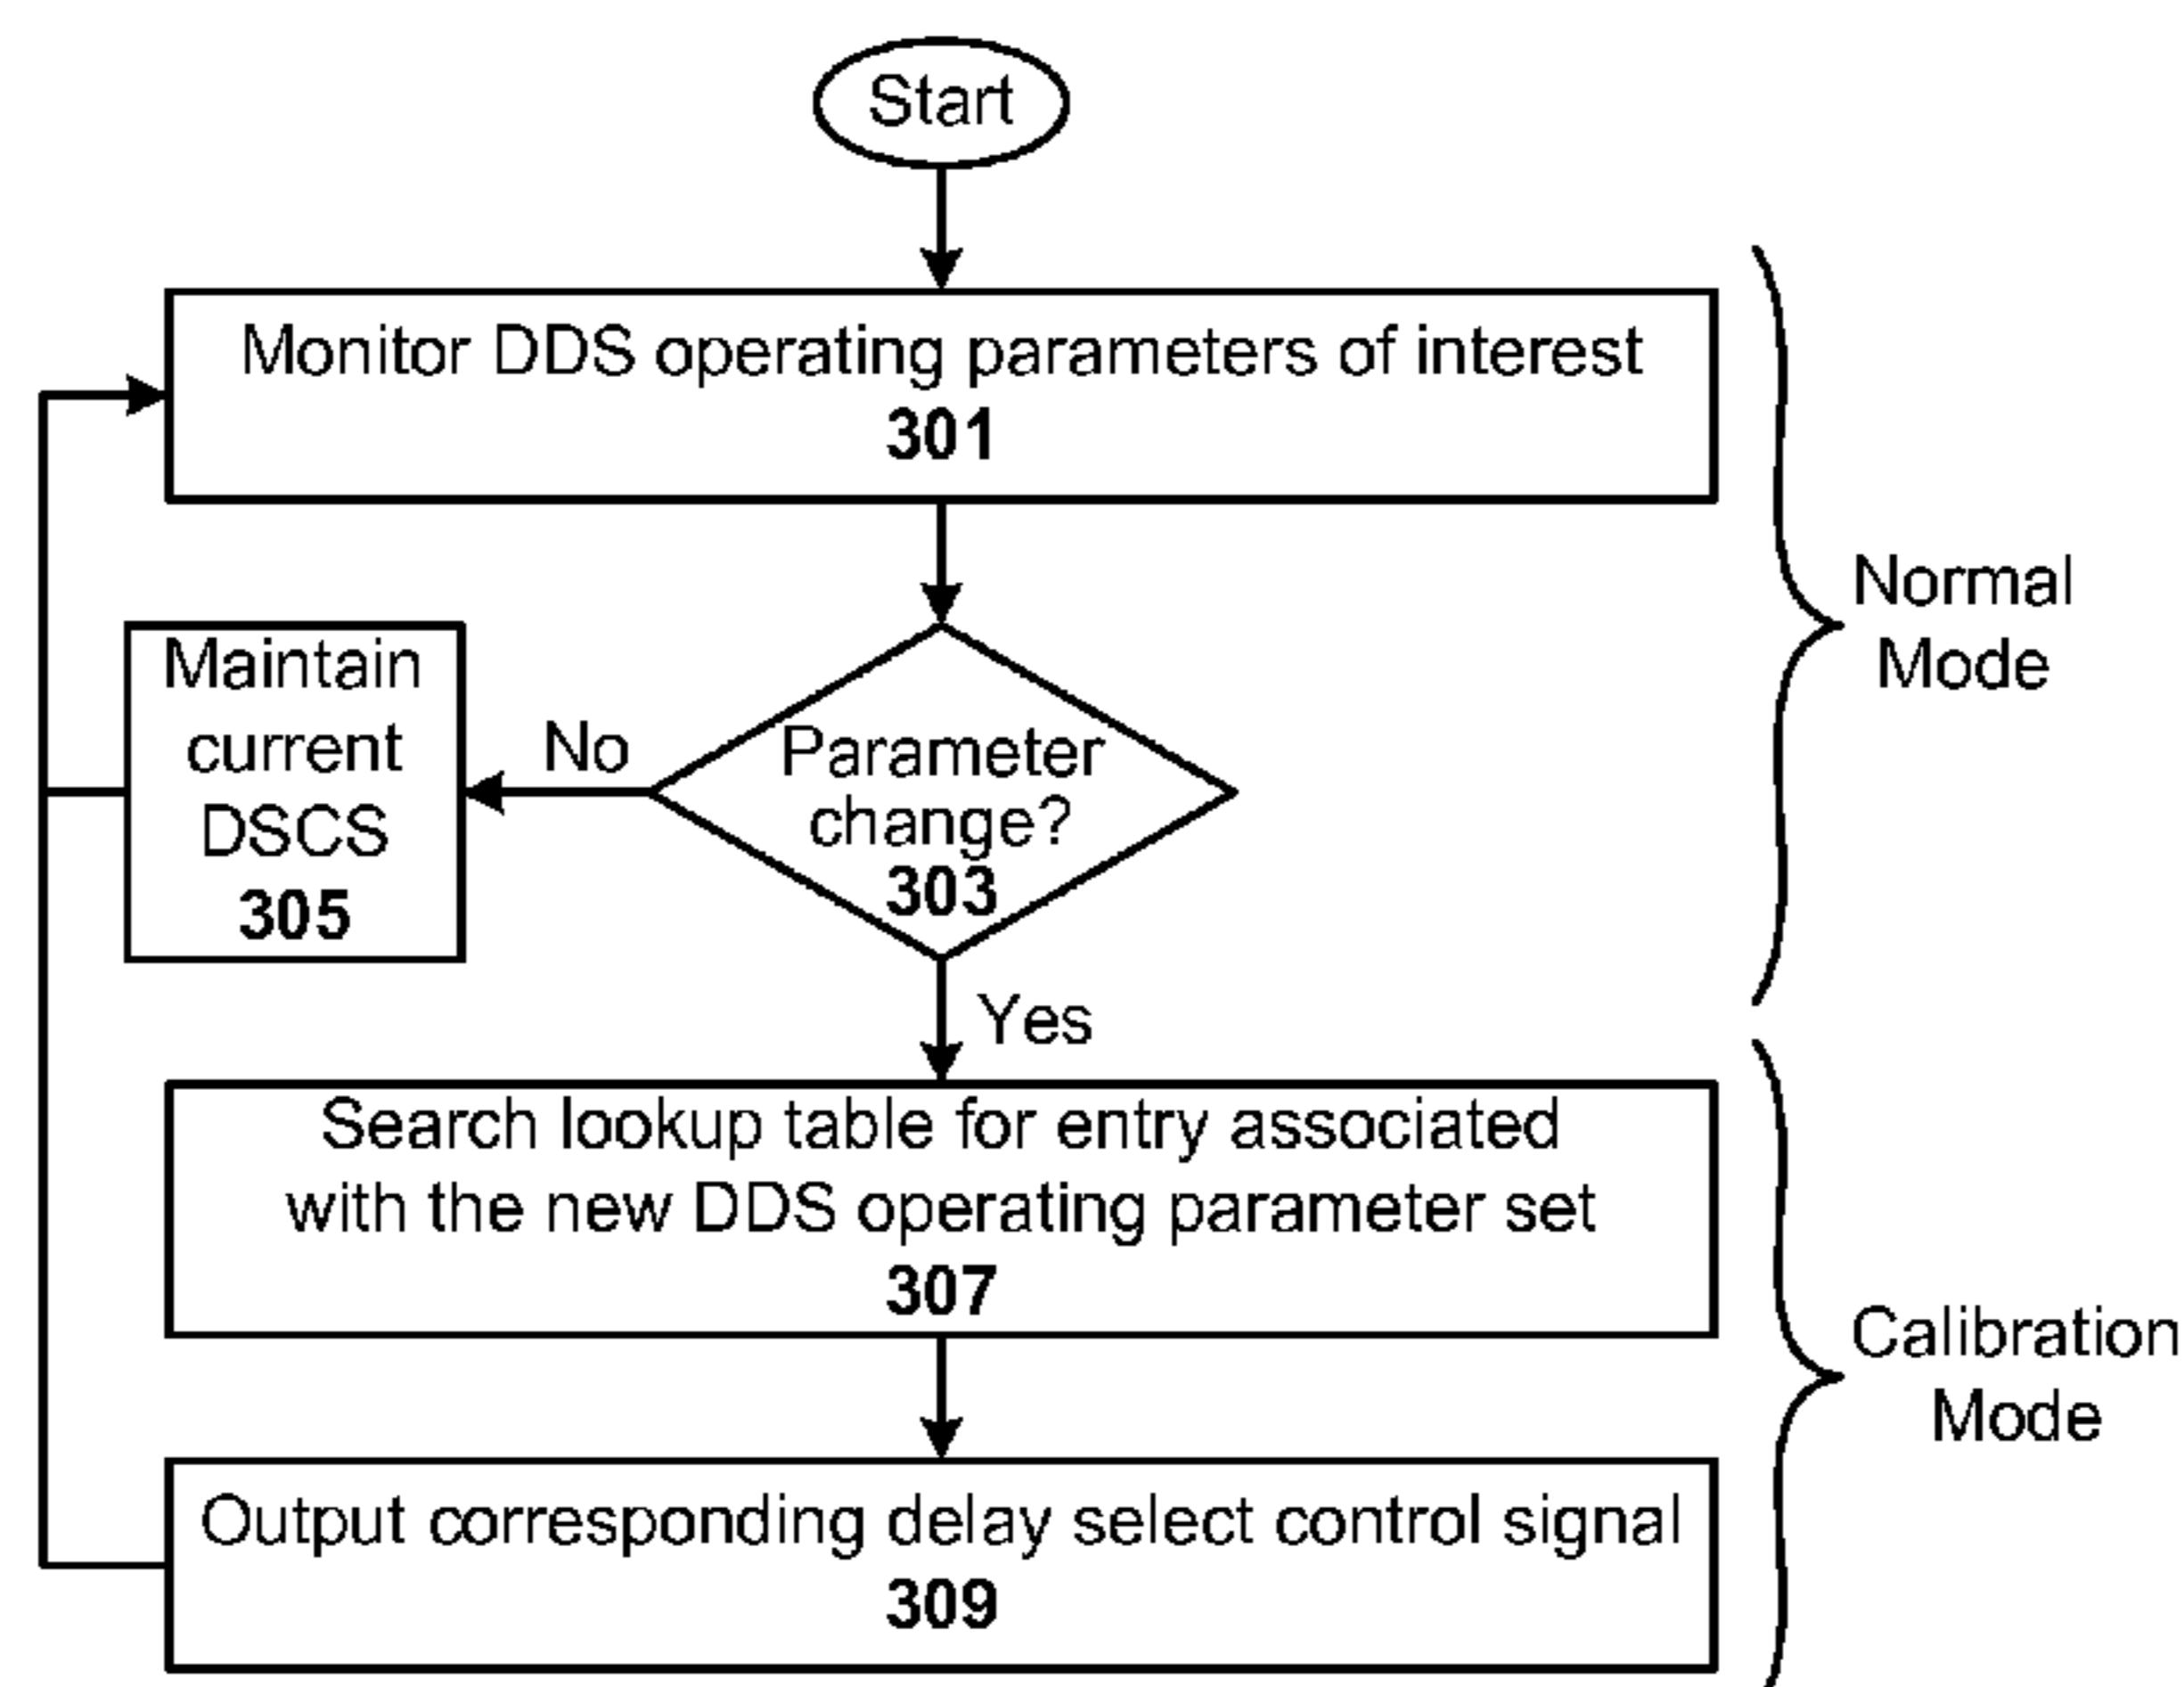 Start
Monitor DDS operating parameters of interest
301
Normal
Mode
Maintain
current
DSCS
305
No
Parameter
change?
303
Yes
Search lookup table for entry associated
with the new DDS operating parameter set
307
Calibration
Mode
Output corresponding delay select control signal
309